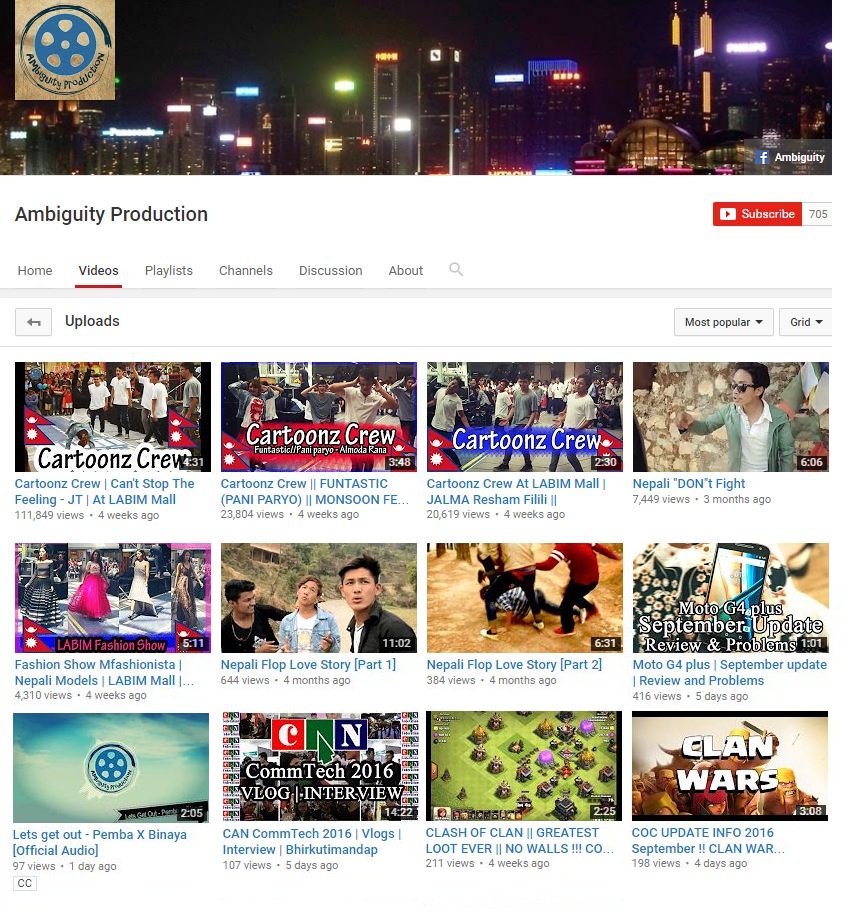 Ambiguity Production
PHILIPS
Panasonic
HITACHI
Ambiguity
Ambiguity Production
Subscribe 705
Home Videos Playlists Channels Discussion About
Uploads
Most popular Grid
Cartoonz Crew
4:31
Cartoonz Crew
Funtastic//Pani paryo - Almoda Rana
3:48
Cartoonz Crew
2:30
6:06
Cartoonz Crew | Can't Stop The
Feeling - JT | At LABIM Mall
111,849 views • 4 weeks ago
Cartoonz Crew || FUNTASTIC
(PANI PARYO) || MONSOON FE...
23,804 views • 4 weeks ago
Cartoonz Crew At LABIM Mall |
JALMA Resham Filili ||
20,619 views • 4 weeks ago
Nepali "DON"t Fight
7,449 views • 3 months ago
LABIM Fashion Show
5:11
11:02
6:31
Moto G4 plus
September Update
Review & Problems
1:01
Fashion Show Mfashionista |
Nepali Models | LABIM Mall |...
4,310 views • 4 weeks ago
Nepali Flop Love Story [Part 1]
644 views • 4 months ago
Nepali Flop Love Story [Part 2]
384 views • 4 months ago
Moto G4 plus | September update
| Review and Problems
416 views • 5 days ago
Ambiguity Production
Lets Get Out - Pemb
2:05
CAN
CommTech 2016
VLOG | INTERVIEW
14:22
2:25
CLAN
WARS
3:08
Lets get out - Pemba X Binaya
[Official Audio]
97 views • 1 day ago
CC
CAN CommTech 2016 | Vlogs |
Interview | Bhirkutimandap
107 views • 5 days ago
CLASH OF CLAN || GREATEST
LOOT EVER || NO WALLS !!! CO...
211 views • 4 weeks ago
COC UPDATE INFO 2016
September !! CLAN WAR...
198 views • 4 days ago